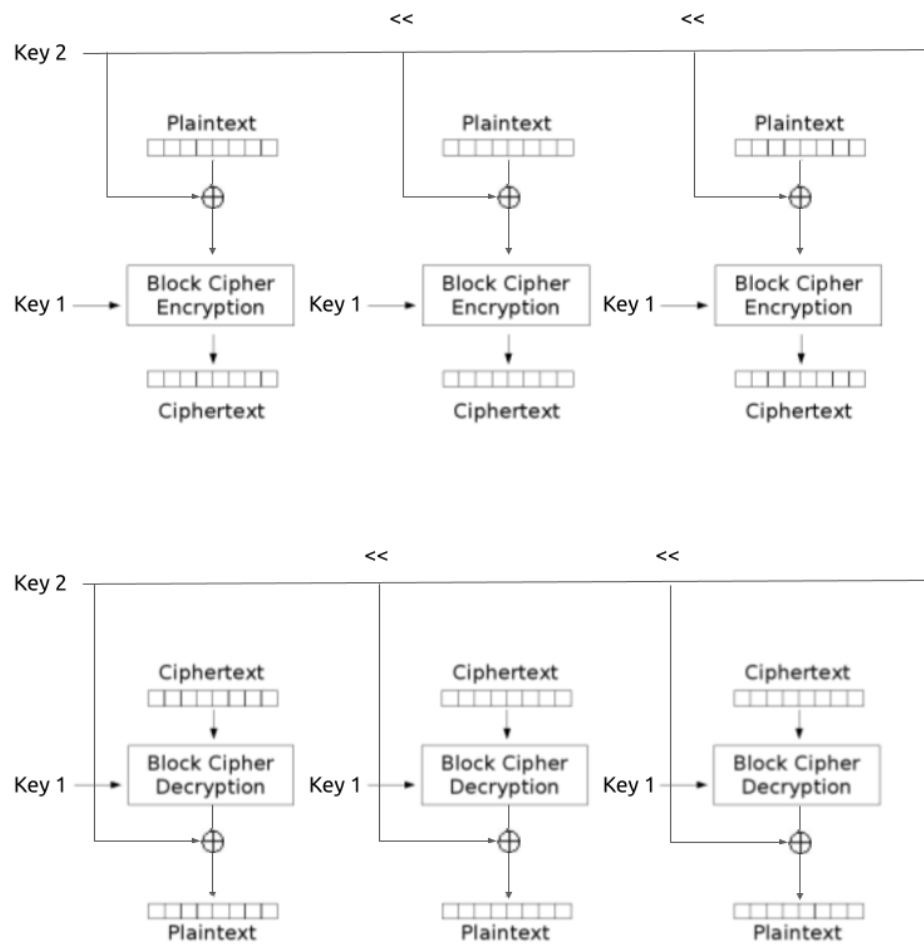 << <<
Key 2
Plaintext Plaintext Plaintext
Key 1 Block Cipher Encryption Key 1 Block Cipher Encryption Key 1 Block Cipher Encryption
Ciphertext Ciphertext Ciphertext
<< <<
Key 2
Ciphertext Ciphertext Ciphertext
Key 1 Block Cipher Decryption Key 1 Block Cipher Decryption Key 1 Block Cipher Decryption
Plaintext Plaintext Plaintext